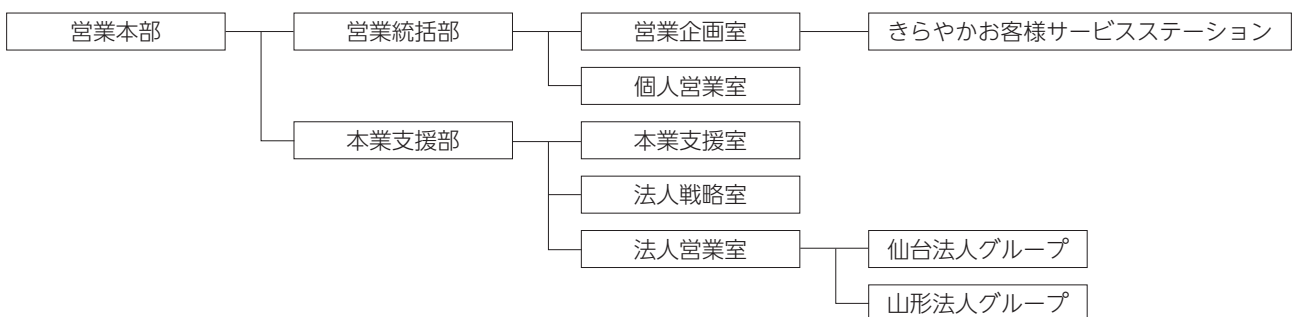 営業本部
営業統括部
営業企画室
きらやかお客様サービスステーション
個人営業室
本業支援部
本業支援室
法人戦略室
法人営業室
仙台法人グループ
山形法人グループ